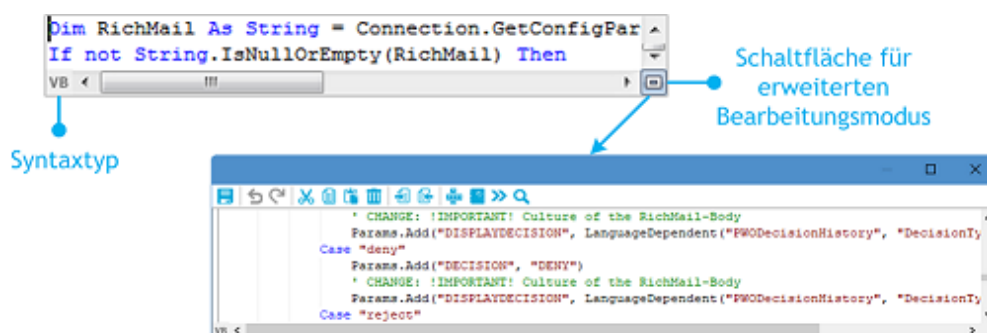 Dim RichMail As String = Connection.GetConfigPar
If not String.IsNullOrEmpty(RichMail) Then
VB
Schaltfläche für
erweiterten
Bearbeitungsmodus
Syntaxtyp
' CHANGE: !IMPORTANT! Culture of the RichMail-Body
Params.Add("DISPLAYDECISION", LanguageDependent("PWODecisionHistory", "DecisionTy
Case "deny"
Params.Add("DECISION", "DENY")
' CHANGE: !IMPORTANT! Culture of the RichMail-Body
Params.Add("DISPLAYDECISION", LanguageDependent("PWODecisionHistory", "DecisionTy
Case "reject"
VB